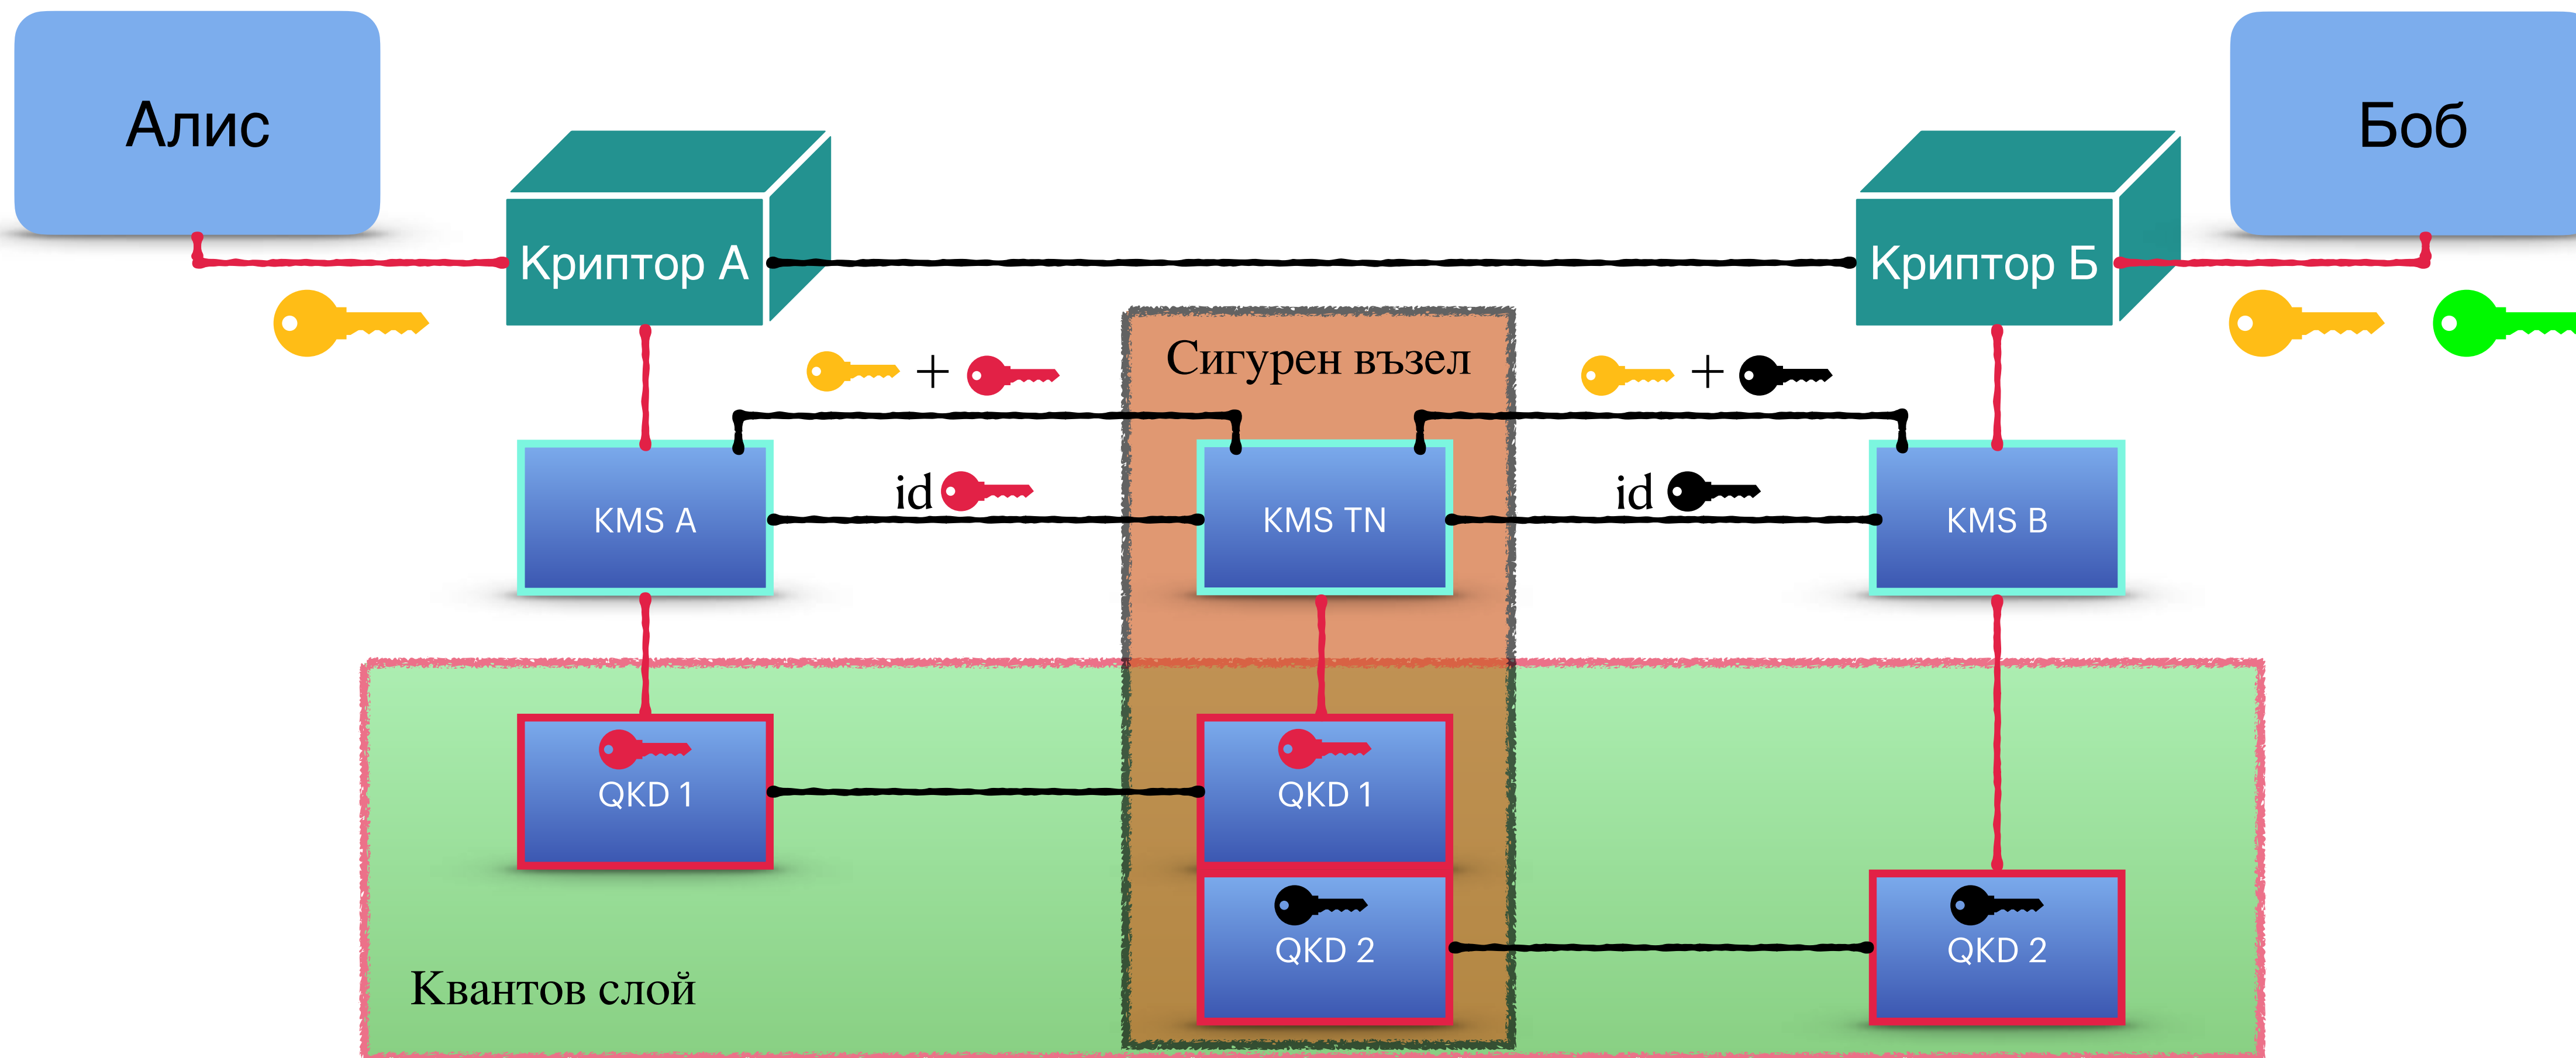 Алис
Боб
Криптор А
Криптор Б
+
Сигурен възел
+
id
id
KMS A
KMS TN
KMS B
QKD 1
QKD 1
QKD 2
QKD 2
Квантов слой